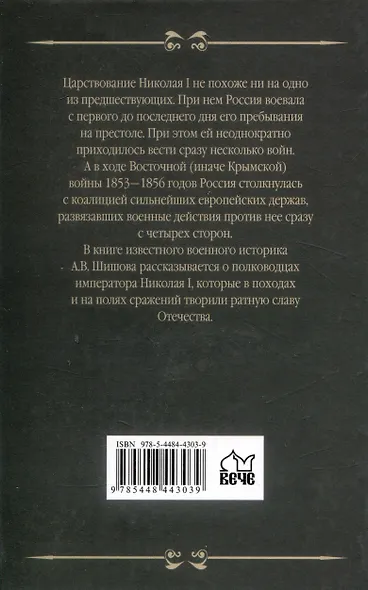 Царствование Николая I не похоже ни на одно
из предшествующих. При нем Россия воевала
с первого до последнего дня его пребывания
на престоле. При этом ей неоднократно
приходилось вести сразу несколько войн.
А в ходе Восточной (иначе Крымской)
войны 1853—1856 годов Россия столкнулась
с коалицией сильнейших европейских держав,
развязавших военные действия против нее сразу
с четырех сторон.
В книге известного военного историка
А.В. Шишова рассказывается о полководцах
императора Николая I, которые в походах
и на полях сражений творили ратную славу
Отечества.
ISBN 978-5-4484-4303-9
9 785448 443039
ВЕЧЕ